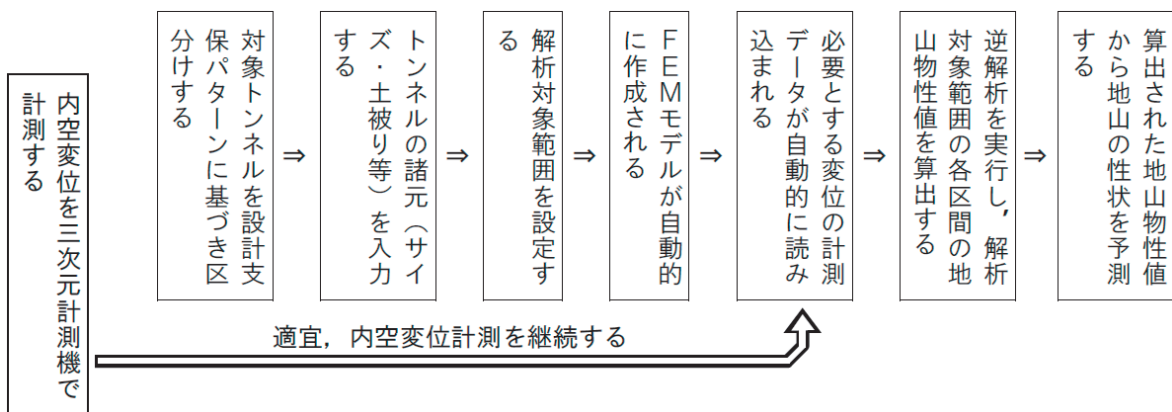 内空変位を三次元計測機で
計測する
対象トンネルを設計支
保パターンに基づき区
分けする
⇒
トンネルの諸元（サイ
ズ・土被り等）を入力
する
⇒
解析対象範囲を設定す
る
⇒
ＦＥＭモデルが自動的
に作成される
⇒
必要とする変位の計測
データが自動的に読み
込まれる
⇒
逆解析を実行し，解析
対象範囲の各区間の地
山物性値を算出する
⇒
算出された地山物性値
から地山の性状を予測
する
適宜，内空変位計測を継続する